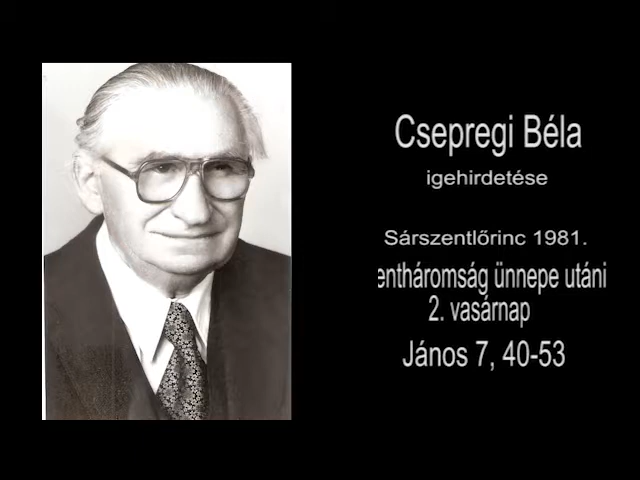 Csepregi Béla
igehirdetése
Sárszentlőrinc 1981.
entháromság ünnepe utáni
2. vasárnap
János 7, 40-53